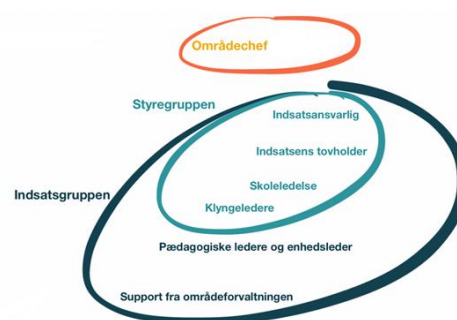 Områdechef
Styregruppen
Indsatsansvarlig
Indsatsens tovholder
Skoleledelse
Indsatsgruppen
Klyngeledere
Pædagogiske ledere og enhedsleder
Support fra områdeforvaltningen